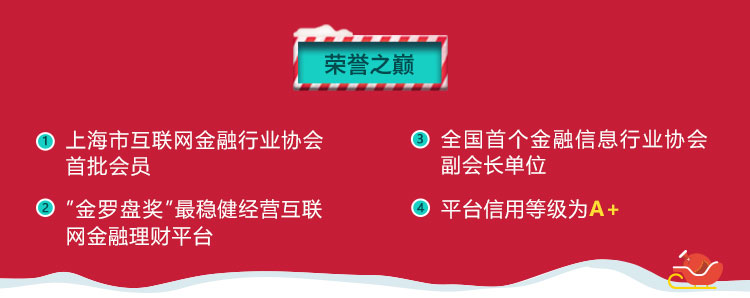 荣誉之巅
1 上海市互联网金融行业协会
首批会员
2 "金罗盘奖"最稳健经营互联
网金融理财平台
3 全国首个金融信息行业协会
副会长单位
4 平台信用等级为A+